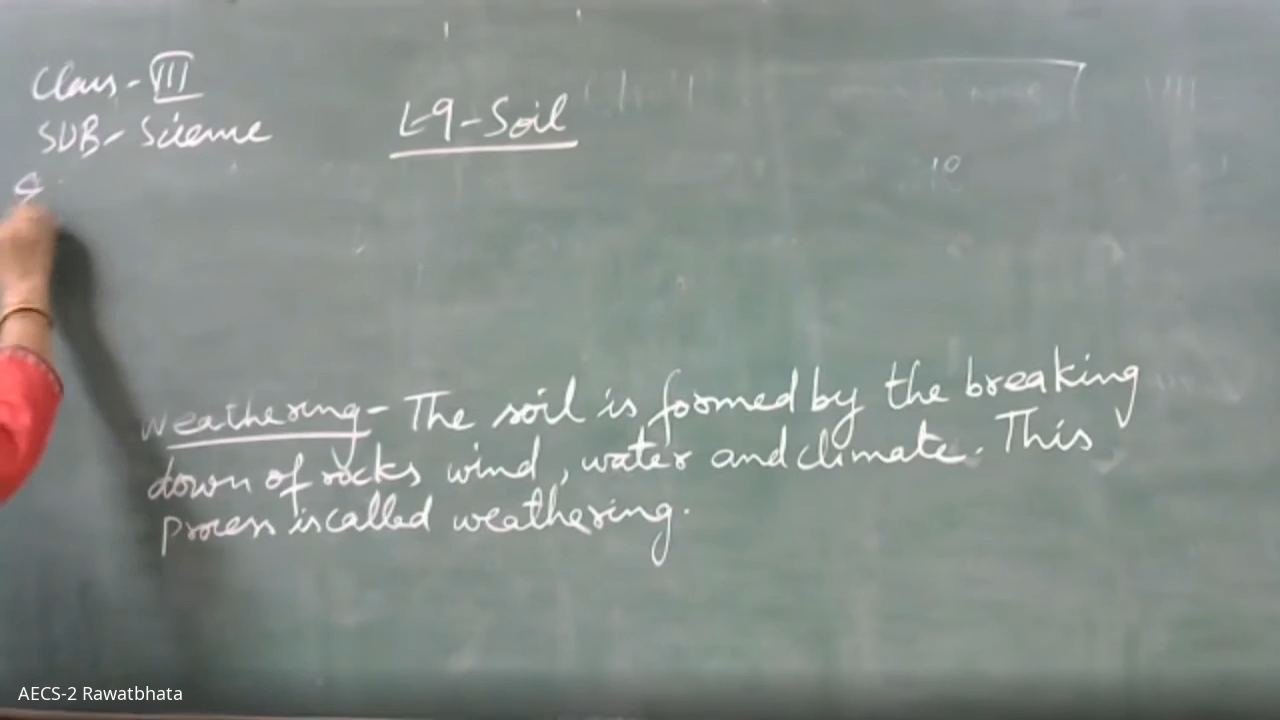 Class - III
SUB - Science
L-9 - Soil
Weathering - The soil is formed by the breaking
down of rocks wind, water and climate. This
process is called weathering.
AECS-2 Rawatbhata